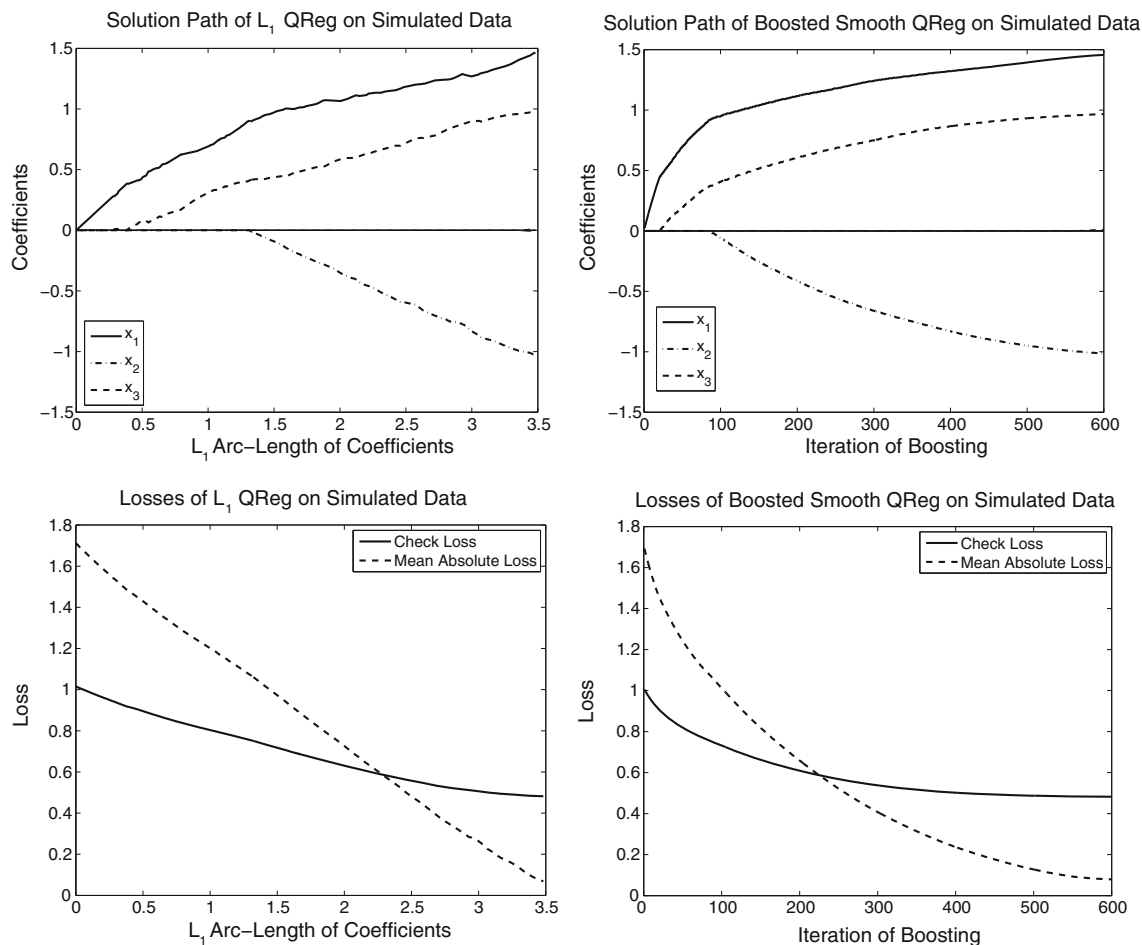 Solution Path of L1 QReg on Simulated Data
1.5
1
0.5
0
−0.5
−1
−1.5
Coefficients
x1
x2
x3
0 0.5 1 1.5 2 2.5 3 3.5
L1 Arc−Length of Coefficients
Solution Path of Boosted Smooth QReg on Simulated Data
1.5
1
0.5
0
−0.5
−1
−1.5
Coefficients
x1
x2
x3
0 100 200 300 400 500 600
Iteration of Boosting
Losses of L1 QReg on Simulated Data
1.8
1.6
1.4
1.2
1
0.8
0.6
0.4
0.2
0
Loss
Check Loss
Mean Absolute Loss
0 0.5 1 1.5 2 2.5 3 3.5
L1 Arc−Length of Coefficients
Losses of Boosted Smooth QReg on Simulated Data
1.8
1.6
1.4
1.2
1
0.8
0.6
0.4
0.2
0
Loss
Check Loss
Mean Absolute Loss
0 100 200 300 400 500 600
Iteration of Boosting